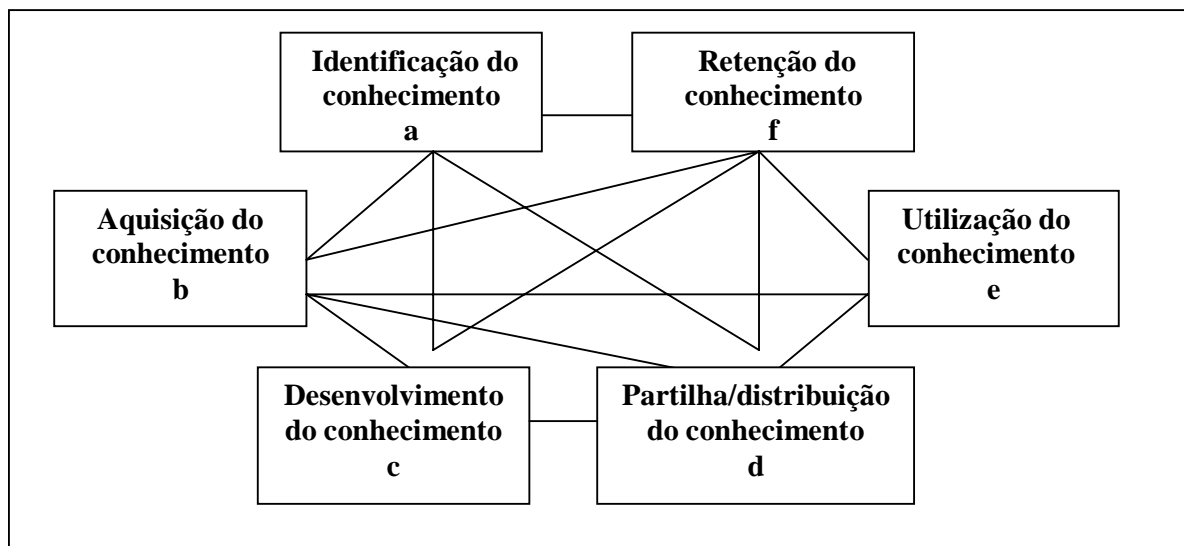 Identificação do
conhecimento
a
Retenção do
conhecimento
f
Aquisição do
conhecimento
b
Utilização do
conhecimento
e
Desenvolvimento
do conhecimento
c
Partilha/distribuição
do conhecimento
d